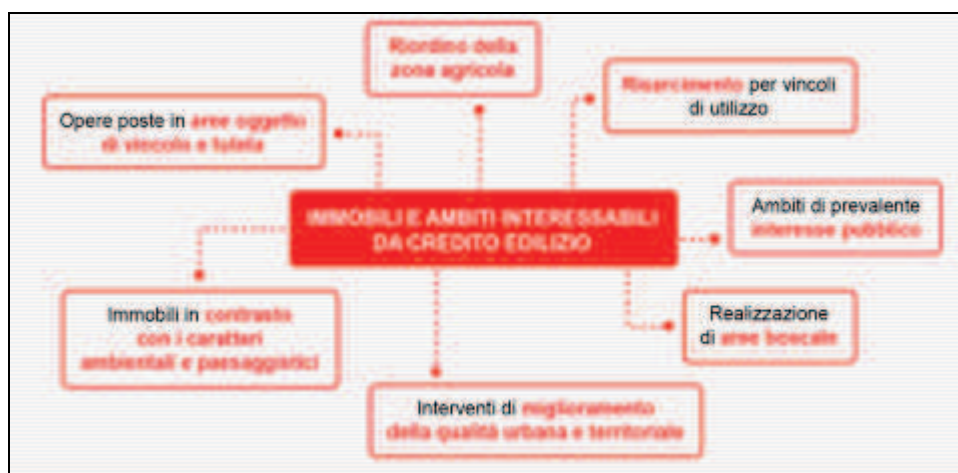 Riordino della
zona agricola
Risarcimento per vincoli
di utilizzo
Opere poste in aree oggetto
di vincolo e tutela
IMMOBILI E AMBITI INTERESSABILI
DA CREDITO EDILIZIO
Ambiti di prevalente
interesse pubblico
Immobili in contrasto
con i caratteri
ambientali e paesaggistici
Realizzazione
di aree boscate
Interventi di miglioramento
della qualità urbana e territoriale